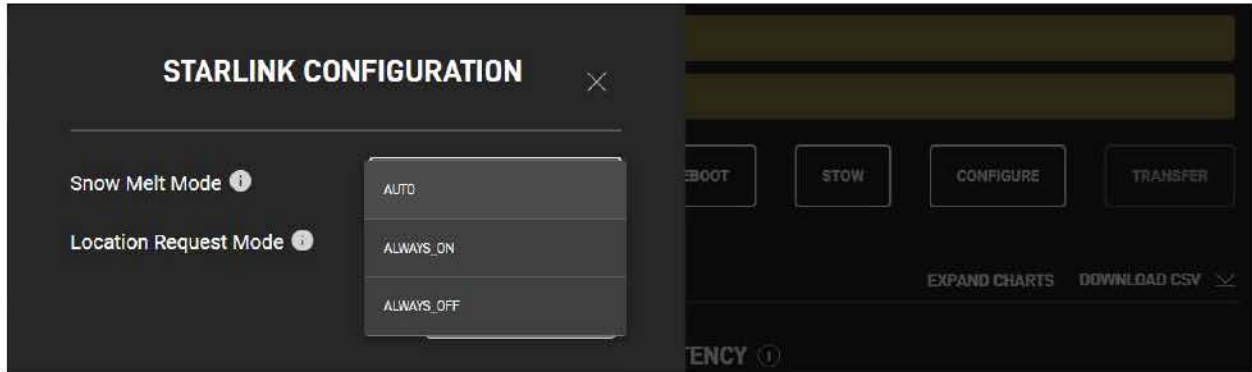 STARLINK CONFIGURATION
Snow Melt Mode
AUTO
ALWAYS_ON
ALWAYS_OFF
Location Request Mode
EBOOT
STOW
CONFIGURE
TRANSFER
EXPAND CHARTS
DOWNLOAD CSV
TENCY